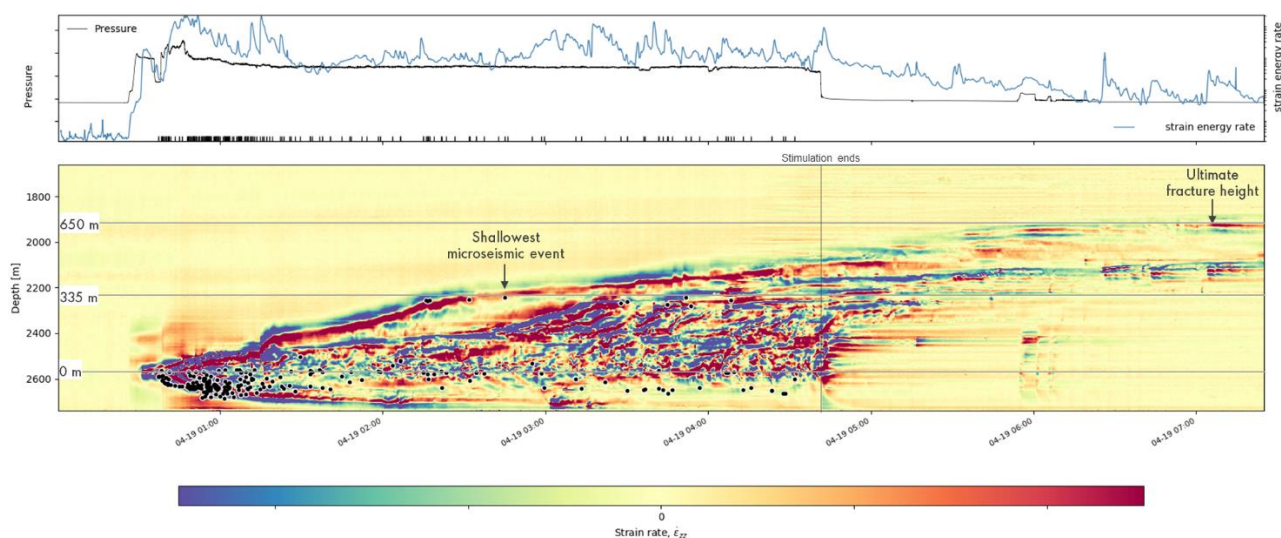 Pressure
Pressure
strain energy rate
strain energy rate
Stimulation ends
Ultimate
fracture height
Shallowest
microseismic event
650 m
335 m
0 m
1800
2000
2200
2400
2600
Depth [m]
04-19 01:00
04-19 02:00
04-19 03:00
04-19 04:00
04-19 05:00
04-19 06:00
04-19 07:00
0
Strain rate, ε̇zz